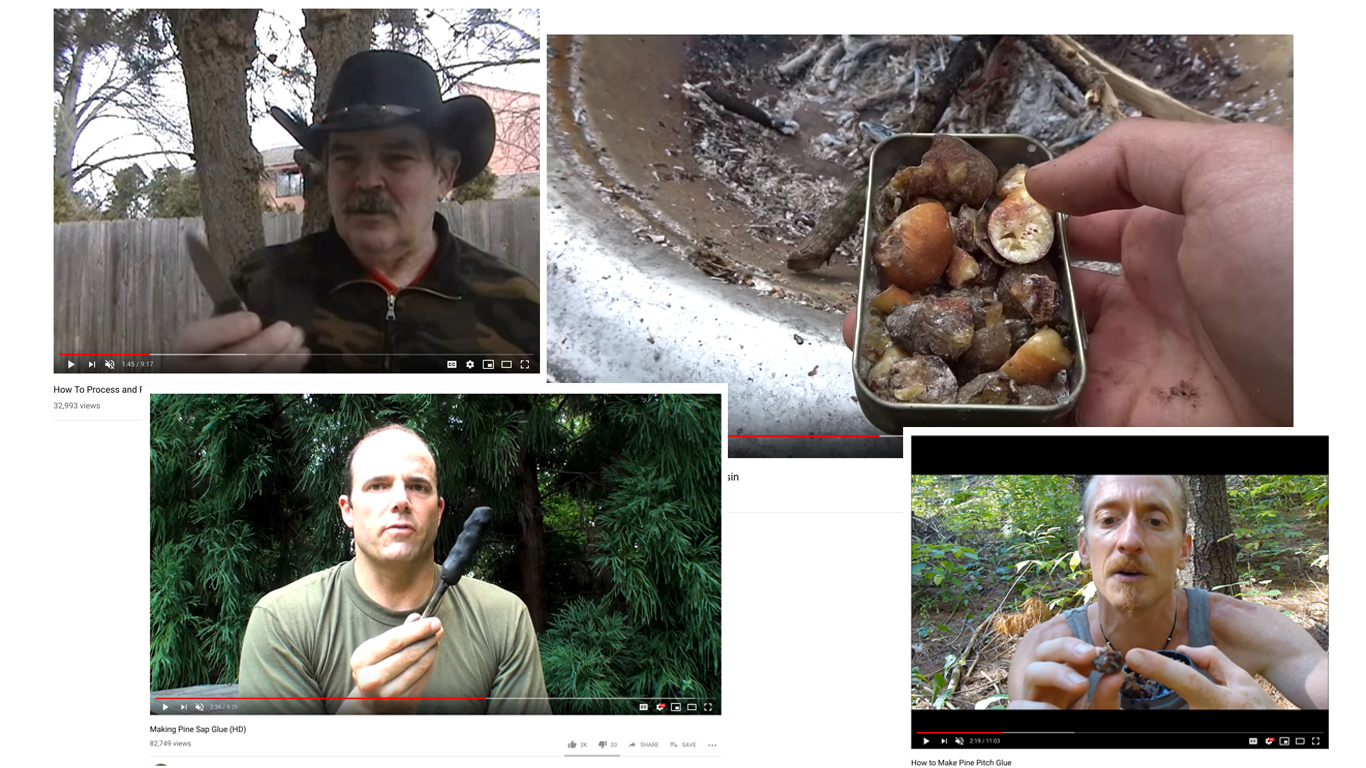 1:45 / 9:17
How To Process and
32,993 views
sin
2:36 / 4:26
Making Pine Sap Glue (HD)
82,749 views
2K
20
SHARE
SAVE
2:19 / 11:03
How to Make Pine Pitch Glue